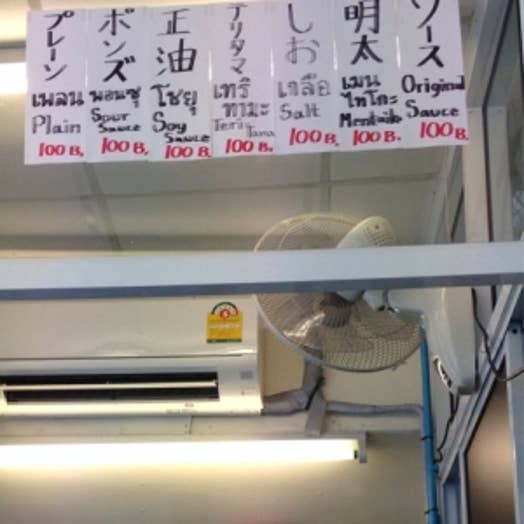 プレーン
เพลน
Plain
100 B.
ポンズ
พอนซุ
Sour
Sauce
100 B.
正油
โชยุ
Soy
Sauce
100 B.
テリタマ
เทริ
ทามะ
Teri
Tama
100 B.
しお
เกลือ
Salt
100 B.
明太
เมน
ไทโกะ
Mentaiko
100 B.
ソース
Original
Sauce
100 B.